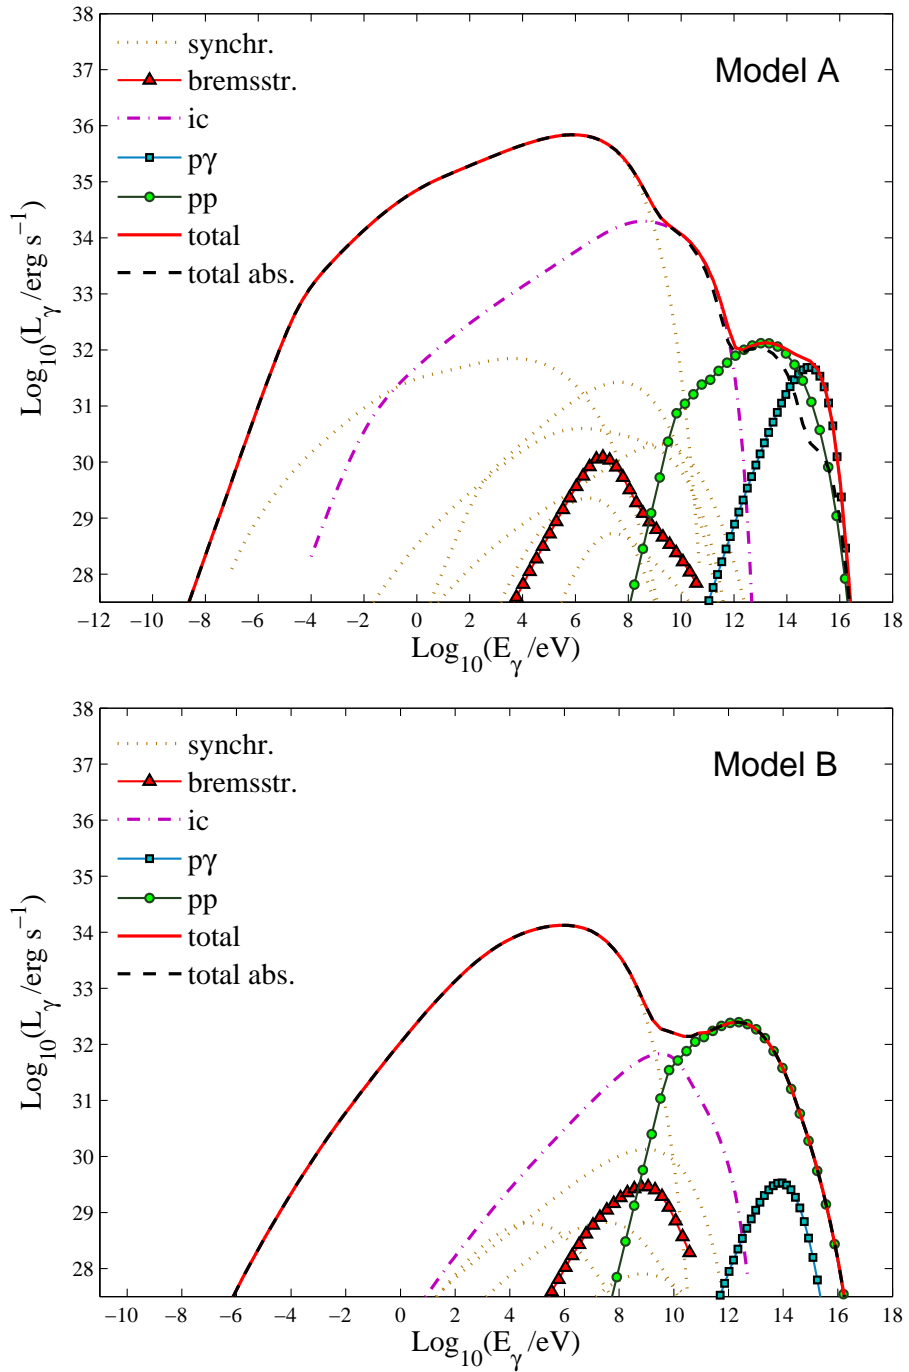 38
37
36
35
34
33
32
31
30
29
28
Log10(Lγ/erg s−1)
synchr.
bremsstr.
ic
pγ
pp
total
total abs.
Model A
−12 −10 −8 −6 −4 −2 0 2 4 6 8 10 12 14 16 18
Log10(Eγ/eV)
38
37
36
35
34
33
32
31
30
29
28
Log10(Lγ/erg s−1)
synchr.
bremsstr.
ic
pγ
pp
total
total abs.
Model B
−10 −8 −6 −4 −2 0 2 4 6 8 10 12 14 16 18
Log10(Eγ/eV)